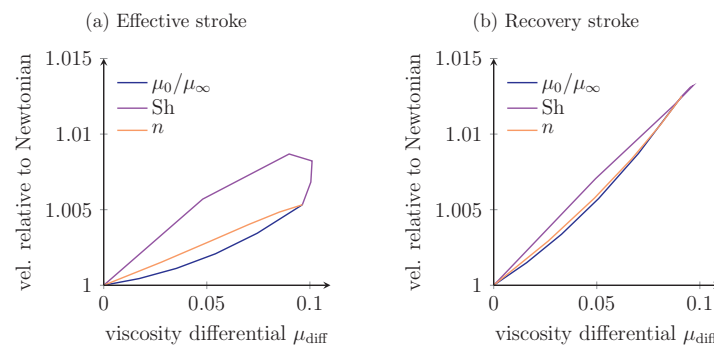 (a) Effective stroke
vel. relative to Newtonian
1.015
1.01
1.005
1
μ₀/μ∞
Sh
n
0
0.05
0.1
viscosity differential μ_diff
(b) Recovery stroke
vel. relative to Newtonian
1.015
1.01
1.005
1
μ₀/μ∞
Sh
n
0
0.05
0.1
viscosity differential μ_diff